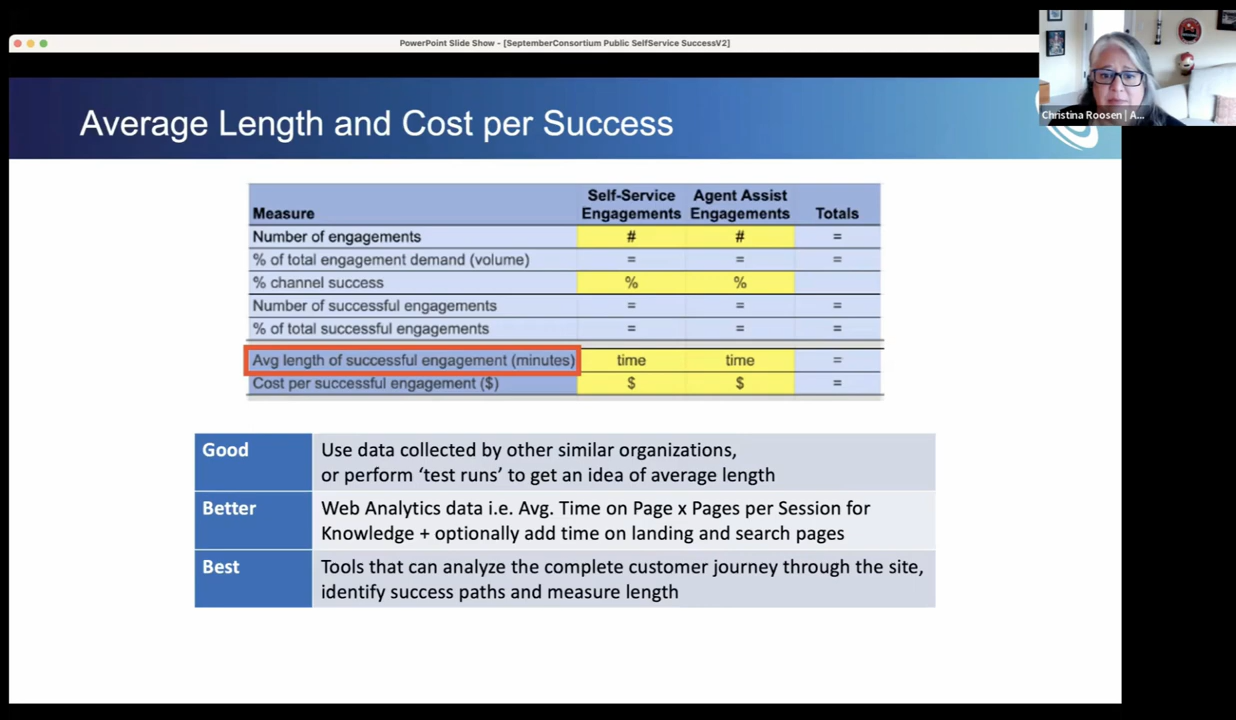 PowerPoint Slide Show - [SeptemberConsortium Public SelfService SuccessV2]
Christina Roosen | A...
Average Length and Cost per Success
Measure Self-Service Engagements Agent Assist Engagements Totals
Number of engagements # # =
% of total engagement demand (volume) = = =
% channel success % %
Number of successful engagements = = =
% of total successful engagements = = =
Avg length of successful engagement (minutes) time time =
Cost per successful engagement ($) $ $ =
Good
Use data collected by other similar organizations,
or perform ‘test runs’ to get an idea of average length
Better
Web Analytics data i.e. Avg. Time on Page x Pages per Session for
Knowledge + optionally add time on landing and search pages
Best
Tools that can analyze the complete customer journey through the site,
identify success paths and measure length